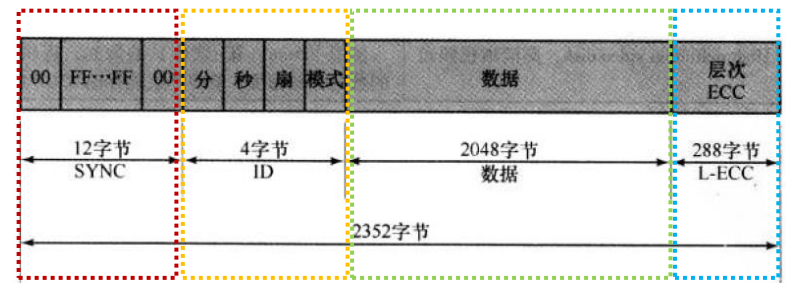 00 FF…FF 00 分 秒 扇 模式 数据 层次
ECC
12字节 4字节 2048字节 288字节
SYNC ID 数据 L-ECC
2352字节